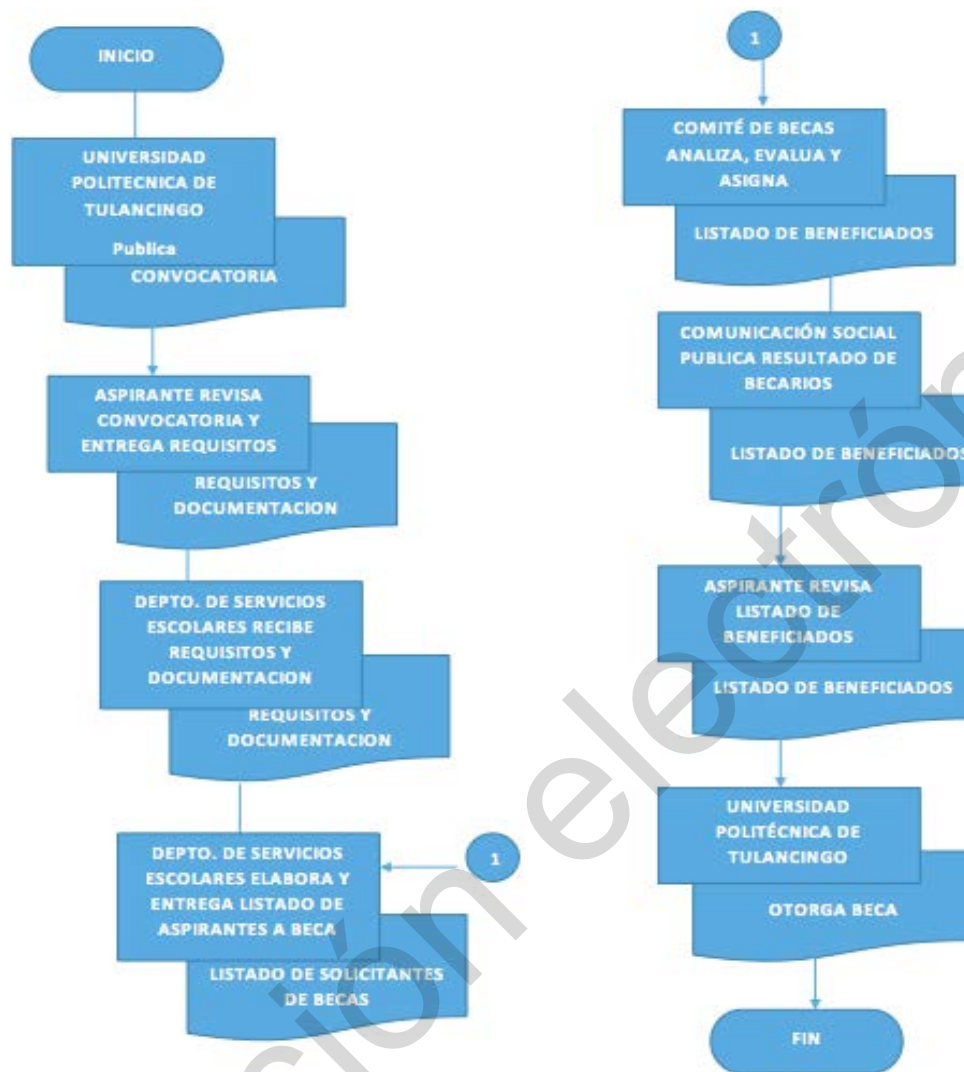 INICIO
UNIVERSIDAD
POLITECNICA DE
TULANCINGO
Publica
CONVOCATORIA
ASPIRANTE REVISA
CONVOCATORIA Y
ENTREGA REQUISITOS
REQUISITOS Y
DOCUMENTACION
DEPTO. DE SERVICIOS
ESCOLARES RECIBE
REQUISITOS Y
DOCUMENTACION
REQUISITOS Y
DOCUMENTACION
DEPTO. DE SERVICIOS
ESCOLARES ELABORA Y
ENTREGA LISTADO DE
ASPIRANTES A BECA
1
LISTADO DE SOLICITANTES
DE BECAS
1
COMITÉ DE BECAS
ANALIZA, EVALUA Y
ASIGNA
LISTADO DE BENEFICIADOS
COMUNICACIÓN SOCIAL
PUBLICA RESULTADO DE
BECARIOS
LISTADO DE BENEFICIADOS
ASPIRANTE REVISA
LISTADO DE
BENEFICIADOS
LISTADO DE BENEFICIADOS
UNIVERSIDAD
POLITÉCNICA DE
TULANCINGO
OTORGA BECA
FIN
ción electrón